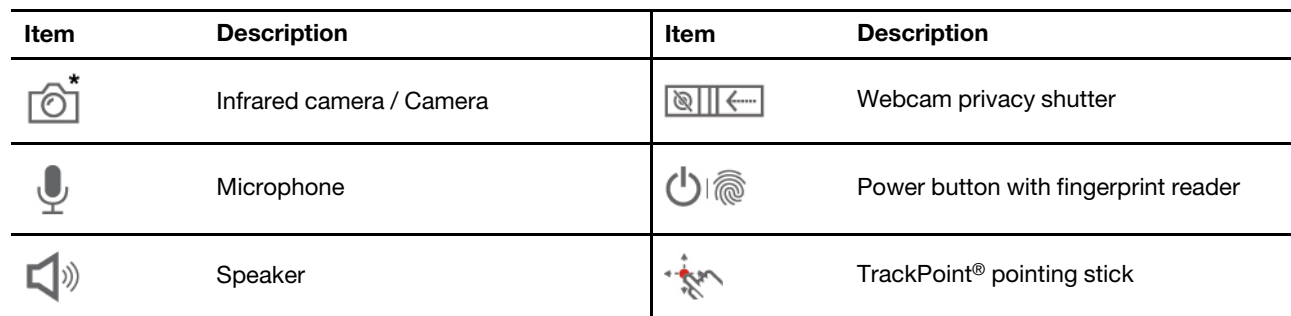 Item Description Item Description
* Infrared camera / Camera Webcam privacy shutter
Microphone Power button with fingerprint reader
Speaker TrackPoint® pointing stick